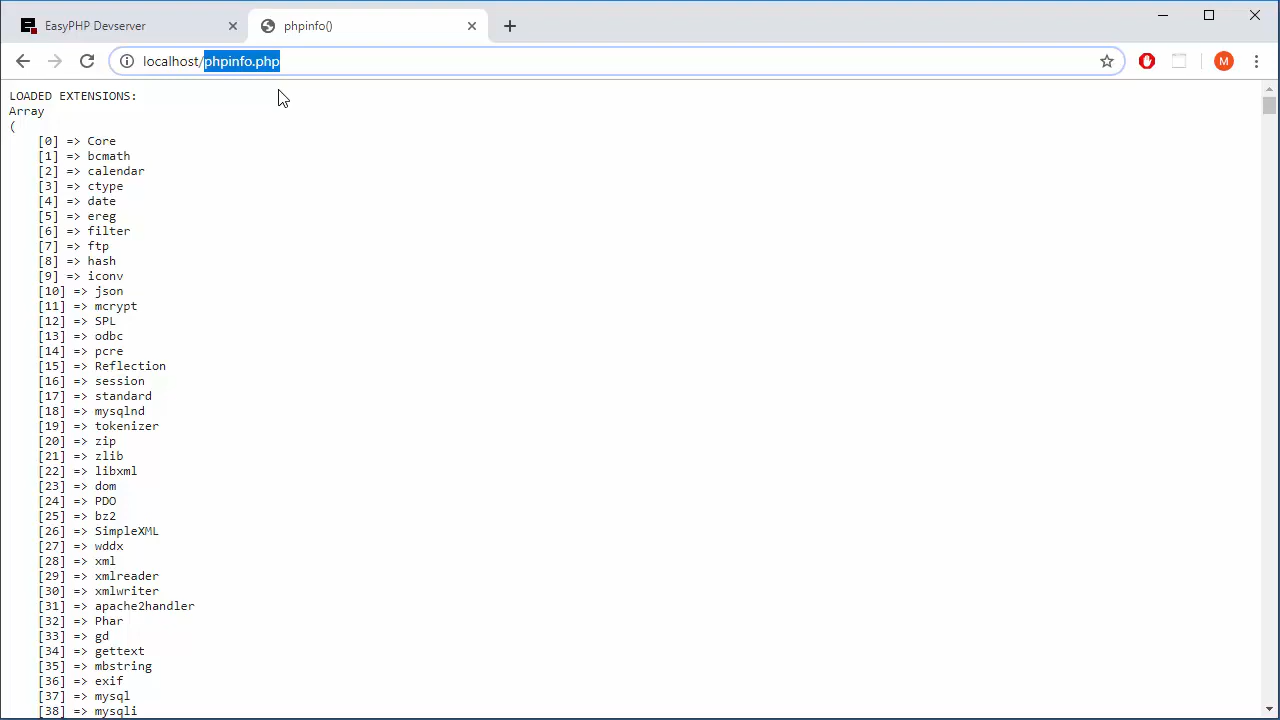 EasyPHP Devserver
phpinfo()
localhost/phpinfo.php
M
LOADED EXTENSIONS:
Array
(
[0] => Core
[1] => bcmath
[2] => calendar
[3] => ctype
[4] => date
[5] => ereg
[6] => filter
[7] => ftp
[8] => hash
[9] => iconv
[10] => json
[11] => mcrypt
[12] => SPL
[13] => odbc
[14] => pcre
[15] => Reflection
[16] => session
[17] => standard
[18] => mysqlnd
[19] => tokenizer
[20] => zip
[21] => zlib
[22] => libxml
[23] => dom
[24] => PDO
[25] => bz2
[26] => SimpleXML
[27] => wddx
[28] => xml
[29] => xmlreader
[30] => xmlwriter
[31] => apache2handler
[32] => Phar
[33] => gd
[34] => gettext
[35] => mbstring
[36] => exif
[37] => mysql
[38] => mysqli